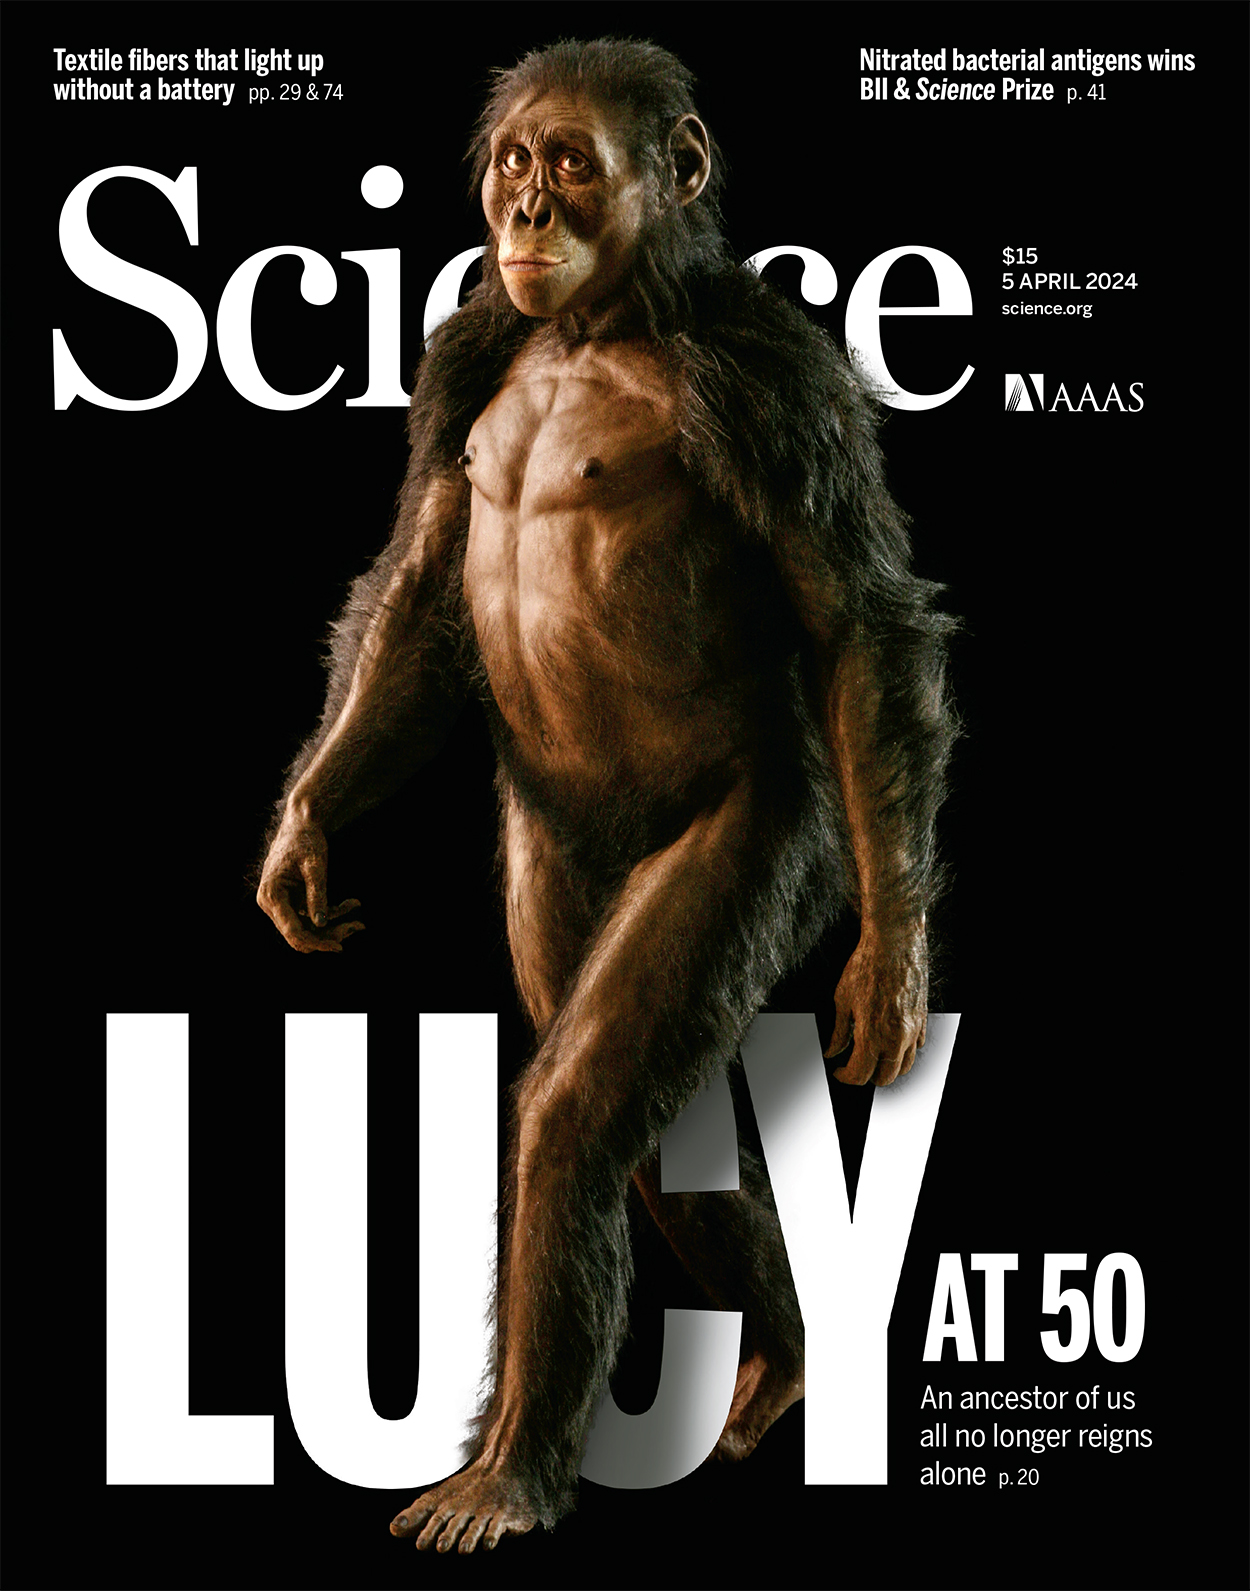 Textile fibers that light up
without a battery pp. 29 & 74
Nitrated bacterial antigens wins
BII & Science Prize p. 41
Science
$15
5 APRIL 2024
science.org
AAAS
LUCY
AT 50
An ancestor of us
all no longer reigns
alone p. 20